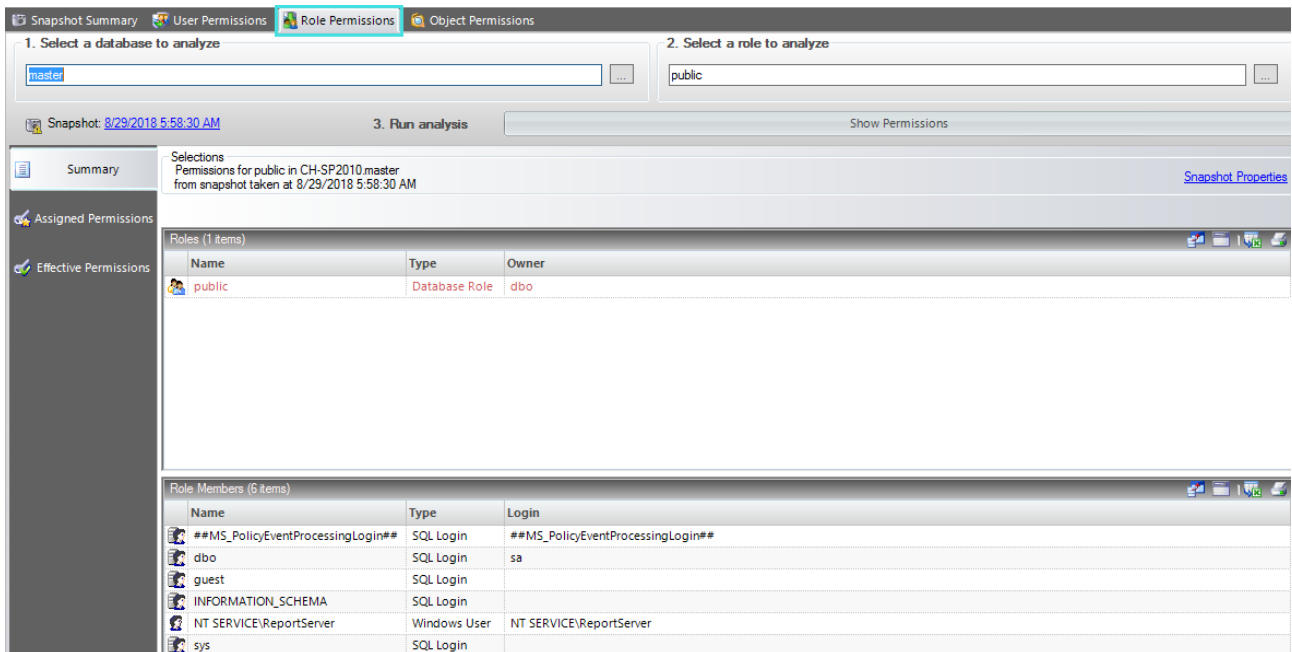 Snapshot Summary User Permissions Role Permissions Object Permissions
1. Select a database to analyze
2. Select a role to analyze
master
...
public
...
Snapshot: 8/29/2018 5:58:30 AM
3. Run analysis
Show Permissions
Summary
Assigned Permissions
Effective Permissions
Selections
Permissions for public in CH-SP2010.master
from snapshot taken at 8/29/2018 5:58:30 AM
Snapshot Properties
Roles (1 items)
Name Type Owner
public Database Role dbo
Role Members (6 items)
Name Type Login
##MS_PolicyEventProcessingLogin## SQL Login ##MS_PolicyEventProcessingLogin##
dbo SQL Login sa
guest SQL Login
INFORMATION_SCHEMA SQL Login
NT SERVICE\ReportServer Windows User NT SERVICE\ReportServer
sys SQL Login